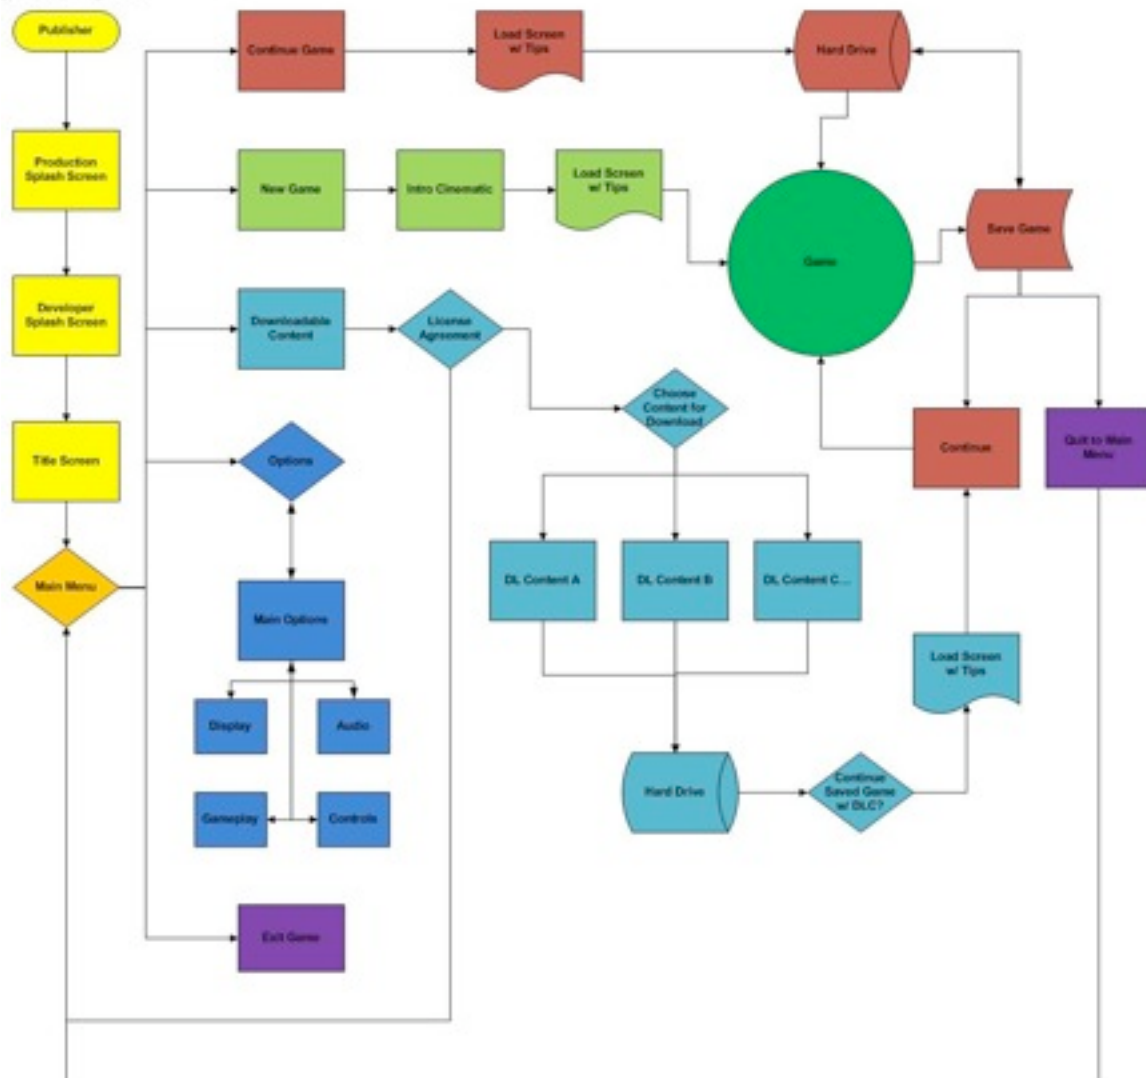 Publisher
Continue Game
Load Screen
w/ Tips
Hard Drive
Production
Splash Screen
New Game
Intro Cinematic
Load Screen
w/ Tips
Game
Save Game
Developer
Splash Screen
Downloadable
Content
License
Agreement
Choose
Content for
Download
Title Screen
Options
Continue
Quit to Main
Menu
Main Menu
Main Options
DL Content A
DL Content B
DL Content C...
Load Screen
w/ Tips
Display
Audio
Gameplay
Controls
Hard Drive
Continue
Saved Game
w/ DLC?
Exit Game